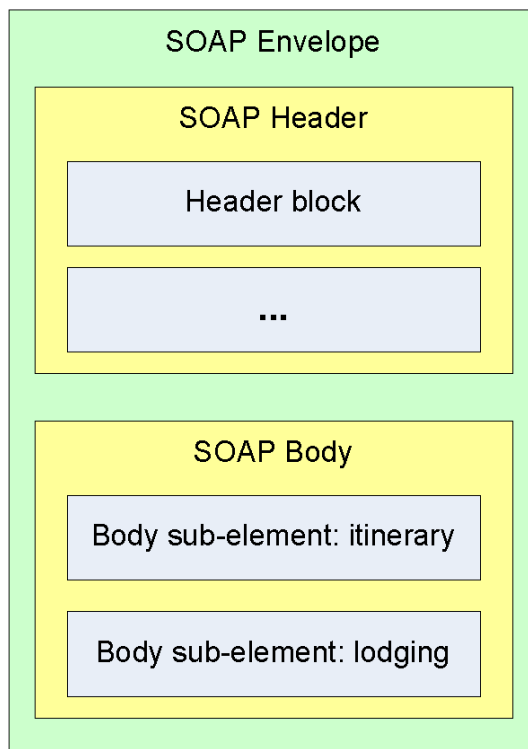 SOAP Envelope
SOAP Header
Header block
...
SOAP Body
Body sub-element: itinerary
Body sub-element: lodging